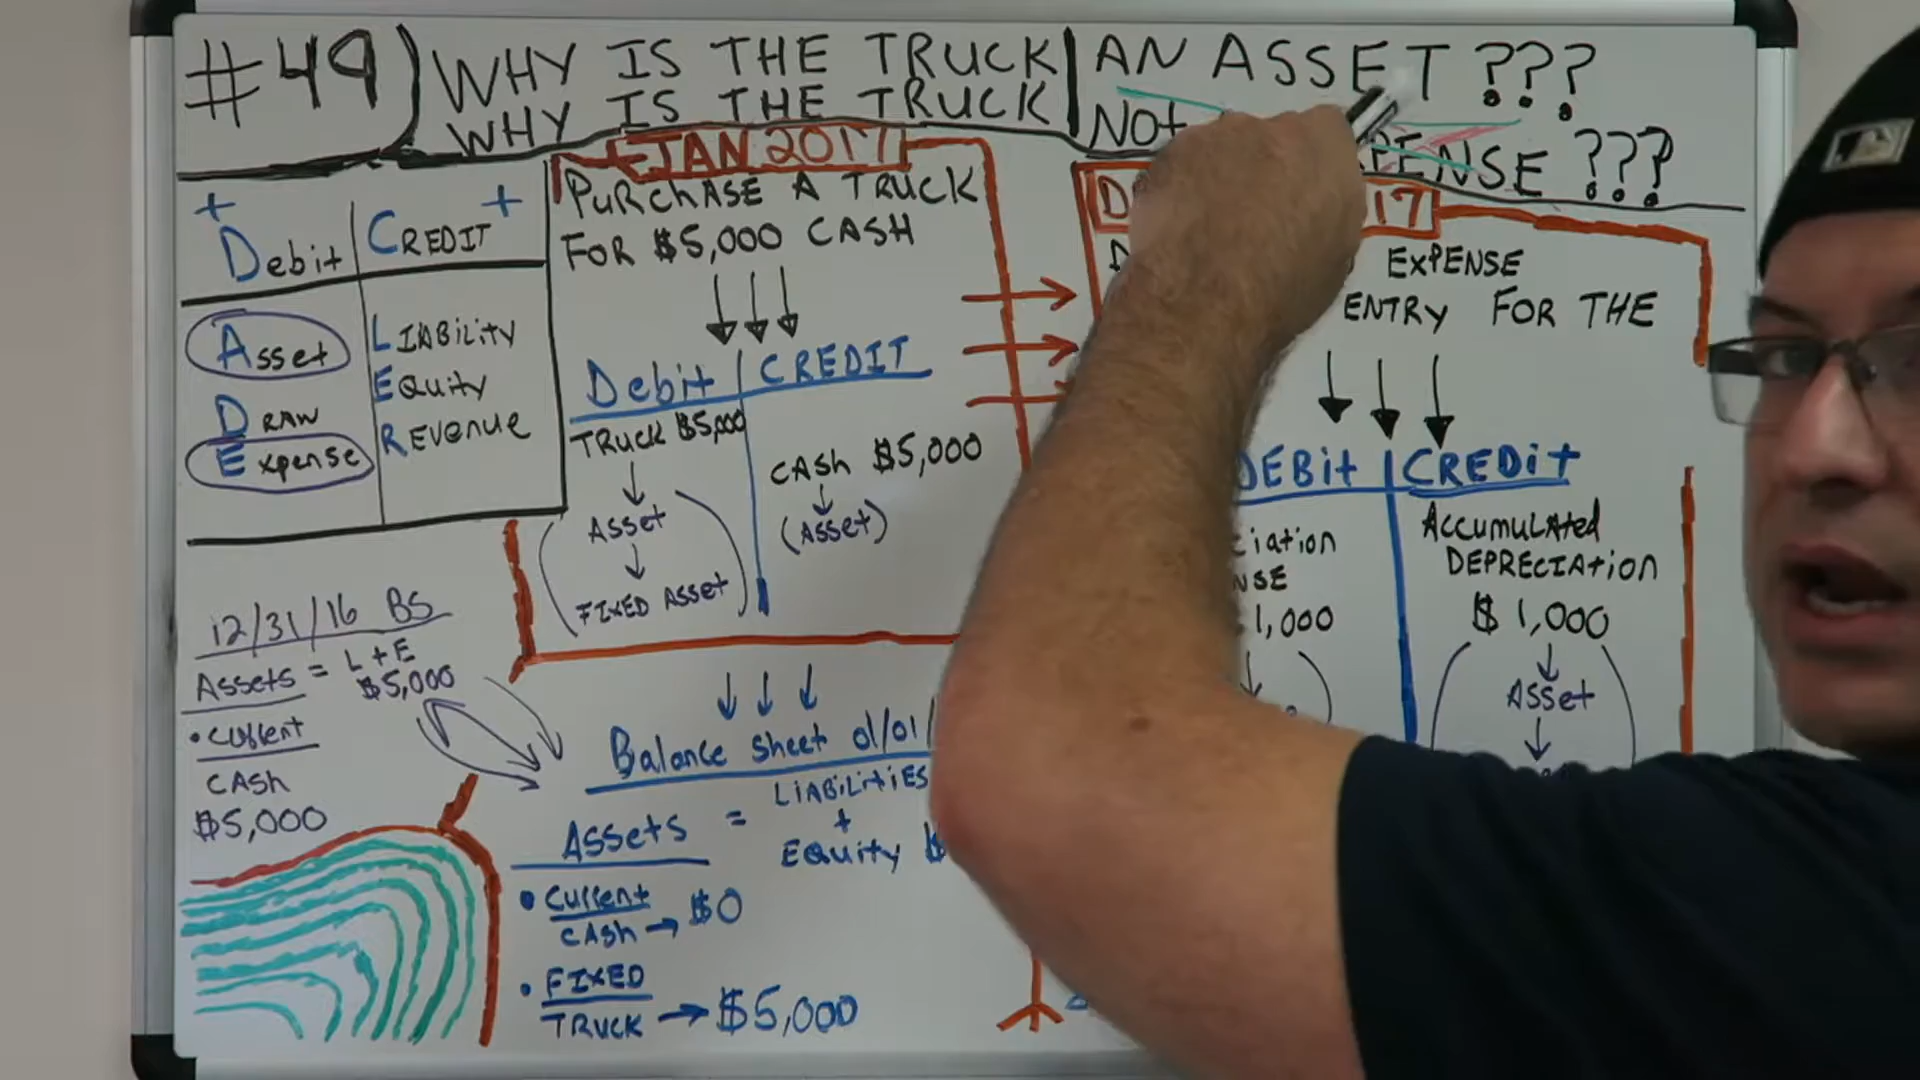 #49) WHY IS THE TRUCK | AN ASSET ???
WHY IS THE TRUCK | NOT EXPENSE ???
+ +
Debit | CREDIT
Asset
DRAW
Expense
LIABILITY
EQUITY
REVENUE
JAN 2017
PURCHASE A TRUCK
FOR $5,000 CASH
Debit | CREDIT
TRUCK $5,000
ASSET
FIXED ASSET
CASH $5,000
(ASSET)
12/31/16 BS
Assets = L + E
$5,000
• CURRENT
CASH
$5,000
Balance Sheet 01/01/
Assets = LIABILITIES
+
Equity $
• CURRENT
CASH → $0
• FIXED
TRUCK → $5,000
17
EXPENSE
ENTRY FOR THE
DEBIT | CREDIT
1,000
Accumulated
DEPRECIATION
$1,000
Asset